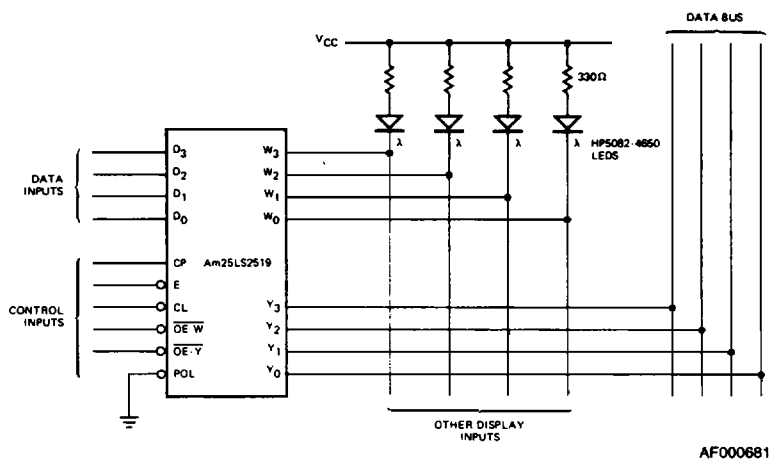 DATA BUS
VCC
330Ω
λ λ λ λ
HP5082-4650
LEDS
DATA
INPUTS
D3
D2
D1
D0
W3
W2
W1
W0
CP
Am25LS2519
E
CL
OE-W
OE-Y
POL
CONTROL
INPUTS
Y3
Y2
Y1
Y0
OTHER DISPLAY
INPUTS
AF000681